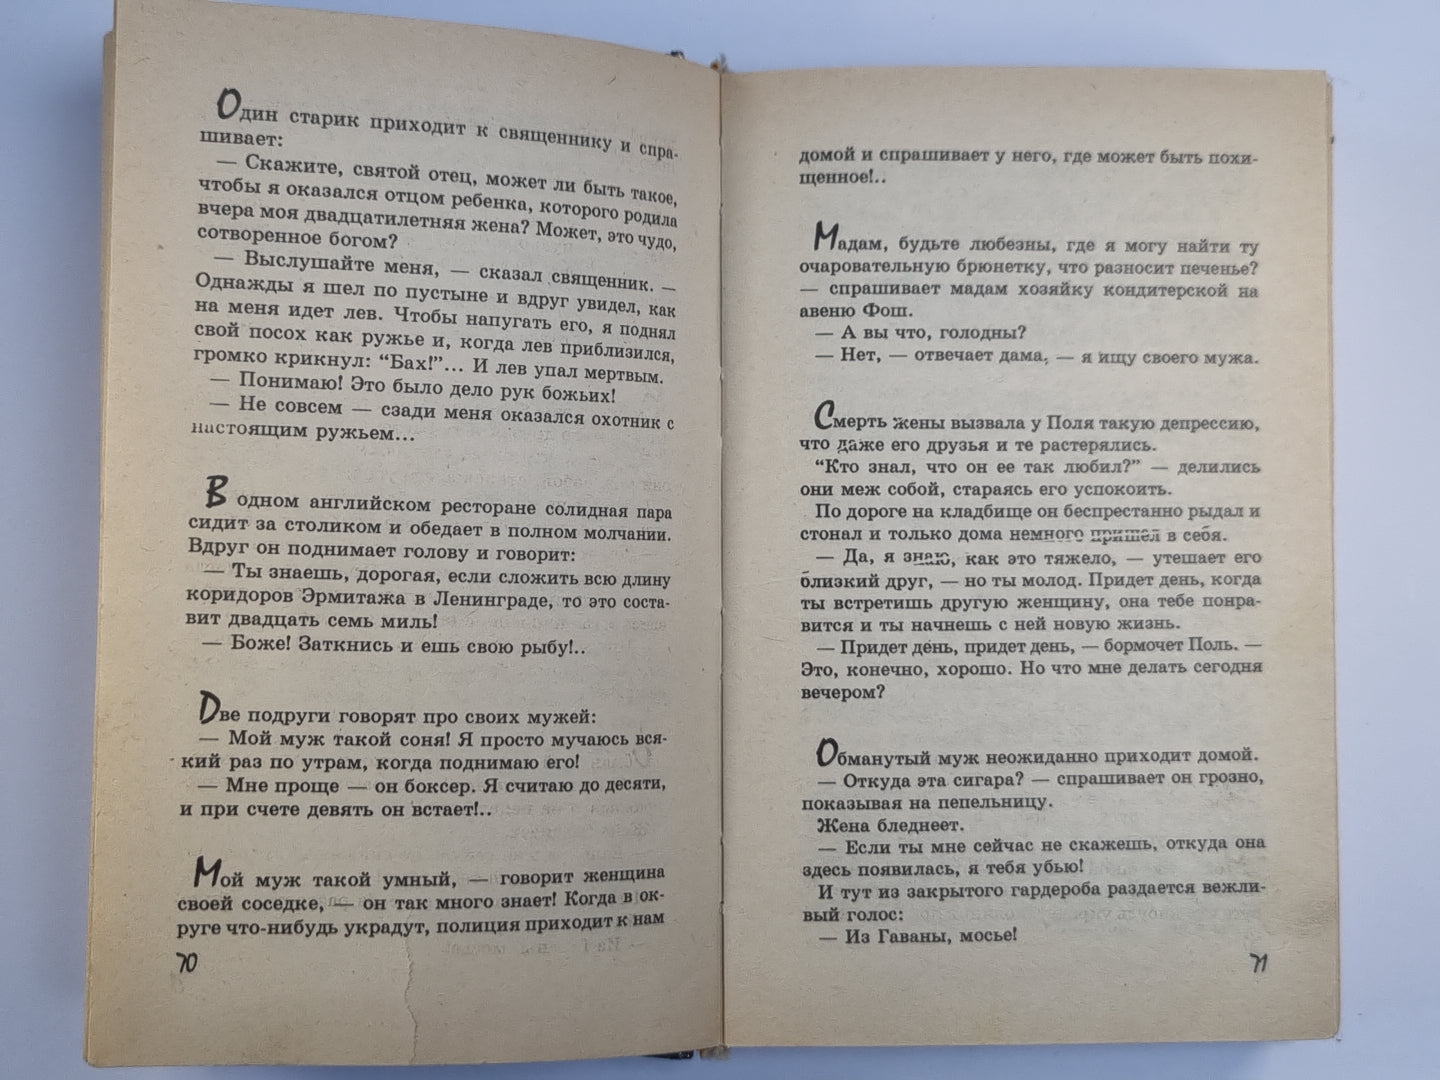 Один старик приходит к священнику и спра-
шивает:
— Скажите, святой отец, может ли быть такое,
чтобы я оказался отцом ребенка, которого родила
вчера моя двадцатилетняя жена? Может, это чудо,
сотворенное богом?
— Выслушайте меня, — сказал священник. —
Однажды я шел по пустыне и вдруг увидел, как
на меня идет лев. Чтобы напугать его, я поднял
свой посох как ружье и, когда лев приблизился,
громко крикнул: “Бах!”... И лев упал мертвым.
— Понимаю! Это было дело рук божьих!
— Не совсем — сзади меня оказался охотник с
настоящим ружьем...
В одном английском ресторане солидная пара
сидит за столиком и обедает в полном молчании.
Вдруг он поднимает голову и говорит:
— Ты знаешь, дорогая, если сложить всю длину
коридоров Эрмитажа в Ленинграде, то это соста-
вит двадцать семь миль!
— Боже! Заткнись и ешь свою рыбу!..
Две подруги говорят про своих мужей:
— Мой муж такой соня! Я просто мучаюсь вся-
кий раз по утрам, когда поднимаю его!
— Мне проще — он боксер. Я считаю до десяти,
и при счете девять он встает!..
Мой муж такой умный, — говорит женщина
своей соседке, — он так много знает! Когда в ок-
руге что-нибудь украдут, полиция приходит к нам
70
домой и спрашивает у него, где может быть похи-
щенное!..
Мадам, будьте любезны, где я могу найти ту
очаровательную брюнетку, что разносит печенье?
— спрашивает мадам хозяйку кондитерской на
авеню Фош.
— А вы что, голодны?
— Нет, — отвечает дама, — я ищу своего мужа.
Смерть жены вызвала у Поля такую депрессию,
что даже его друзья и те растерялись.
“Кто знал, что он ее так любил?” — делились
они меж собой, стараясь его успокоить.
По дороге на кладбище он беспрестанно рыдал и
стонал и только дома немного пришел в себя.
— Да, я знаю, как это тяжело, — утешает его
близкий друг, — но ты молод. Придет день, когда
ты встретишь другую женщину, она тебе понра-
вится и ты начнешь с ней новую жизнь.
— Придет день, придет день, — бормочет Поль. —
Это, конечно, хорошо. Но что мне делать сегодня
вечером?
Обманутый муж неожиданно приходит домой.
— Откуда эта сигара? — спрашивает он грозно,
показывая на пепельницу.
Жена бледнеет.
— Если ты мне сейчас не скажешь, откуда она
здесь появилась, я тебя убью!
И тут из закрытого гардероба раздается вежли-
вый голос:
— Из Гаваны, мосье!
71